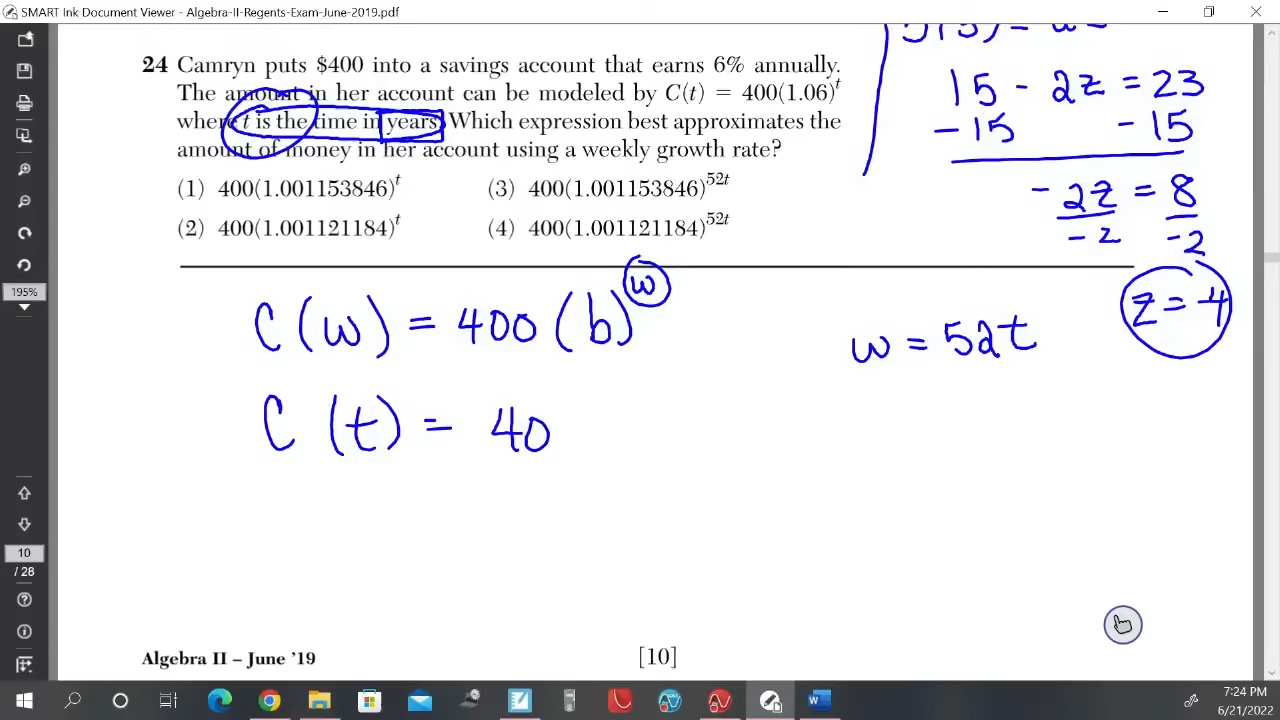 SMART Ink Document Viewer - Algebra-II-Regents-Exam-June-2019.pdf
24 Camryn puts $400 into a savings account that earns 6% annually.
The amount in her account can be modeled by C(t) = 400(1.06)^t
where t is the time in years. Which expression best approximates the
amount of money in her account using a weekly growth rate?
(1) 400(1.001153846)^t
(3) 400(1.001153846)^52t
(2) 400(1.001121184)^t
(4) 400(1.001121184)^52t
15 - 2z = 23
-15 -15
-2z = 8
-2 -2
z = -4
C(w) = 400(b)^w
w = 52t
C(t) = 40
195%
10
/ 28
Algebra II – June '19
[10]
7:24 PM
6/21/2022